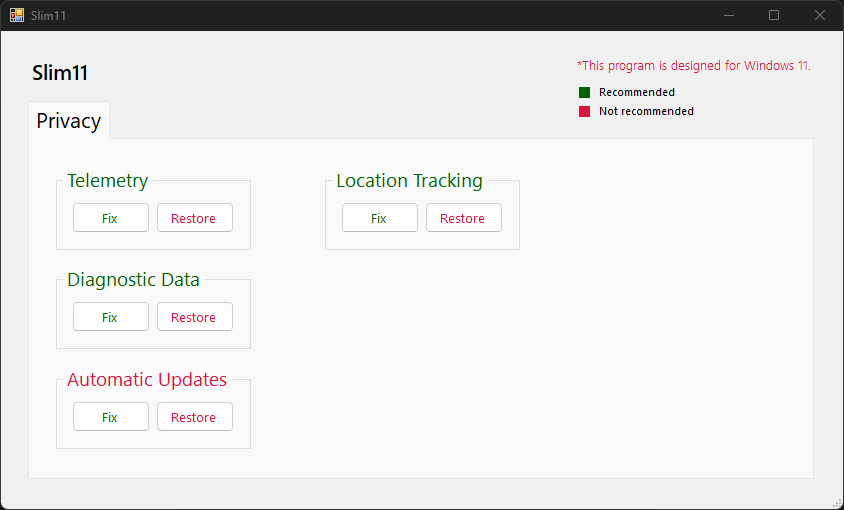 Slim11
Slim11
*This program is designed for Windows 11.
Recommended
Not recommended
Privacy
Telemetry
Fix Restore
Location Tracking
Fix Restore
Diagnostic Data
Fix Restore
Automatic Updates
Fix Restore